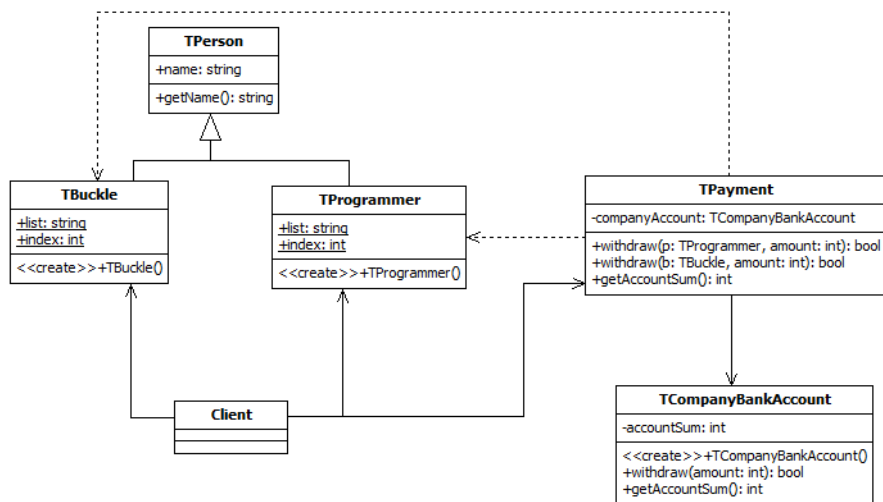 TPerson
+name: string
+getName(): string
TBuckle
+list: string
+index: int
<<create>>+TBuckle()
TProgrammer
+list: string
+index: int
<<create>>+TProgrammer()
TPayment
-companyAccount: TCompanyBankAccount
+withdraw(p: TProgrammer, amount: int): bool
+withdraw(b: TBuckle, amount: int): bool
+getAccountSum(): int
Client
TCompanyBankAccount
-accountSum: int
<<create>>+TCompanyBankAccount()
+withdraw(amount: int): bool
+getAccountSum(): int